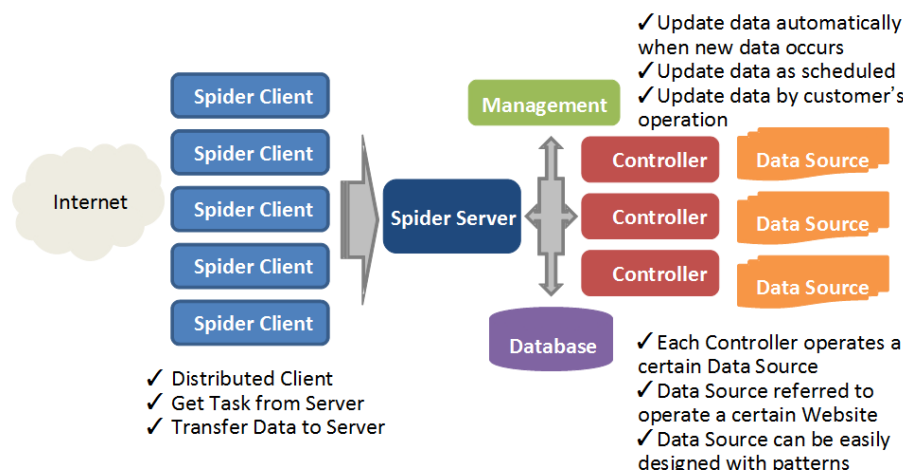 ✓Update data automatically
when new data occurs
✓Update data as scheduled
✓Update data by customer's
operation
Spider Client
Spider Client
Spider Client
Spider Client
Spider Client
Internet
Spider Server
Management
Controller
Data Source
Controller
Data Source
Controller
Data Source
Database
✓ Distributed Client
✓ Get Task from Server
✓ Transfer Data to Server
✓Each Controller operates a
certain Data Source
✓Data Source referred to
operate a certain Website
✓Data Source can be easily
designed with patterns